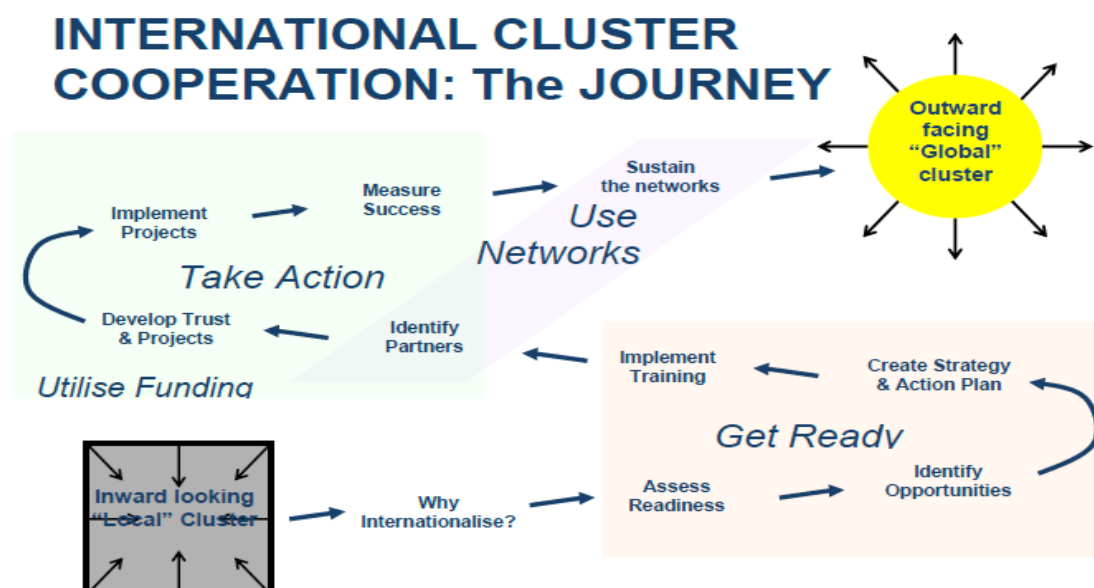 INTERNATIONAL CLUSTER
COOPERATION: The JOURNEY
Outward
facing
“Global”
cluster
Sustain
the networks
Measure
Success
Implement
Projects
Use
Networks
Take Action
Develop Trust
& Projects
Identify
Partners
Utilise Funding
Implement
Training
Create Strategy
& Action Plan
Get Ready
Inward looking
“Local” Cluster
Why
Internationalise?
Assess
Readiness
Identify
Opportunities